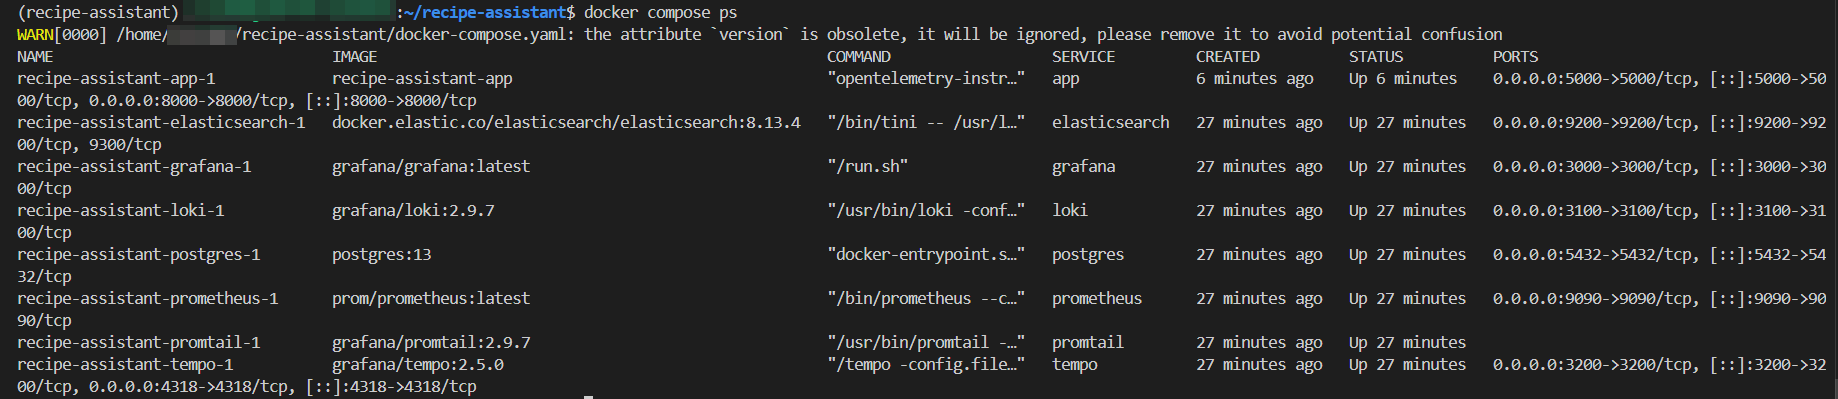 (recipe-assistant) :~/recipe-assistant$ docker compose ps
WARN[0000] /home/ /recipe-assistant/docker-compose.yaml: the attribute `version` is obsolete, it will be ignored, please remove it to avoid potential confusion
NAME IMAGE COMMAND SERVICE CREATED STATUS PORTS
recipe-assistant-app-1 recipe-assistant-app "opentelemetry-instr…" app 6 minutes ago Up 6 minutes 0.0.0.0:5000->5000/tcp, [::]:5000->50
00/tcp, 0.0.0.0:8000->8000/tcp, [::]:8000->8000/tcp
recipe-assistant-elasticsearch-1 docker.elastic.co/elasticsearch/elasticsearch:8.13.4 "/bin/tini -- /usr/l…" elasticsearch 27 minutes ago Up 27 minutes 0.0.0.0:9200->9200/tcp, [::]:9200->92
00/tcp, 9300/tcp
recipe-assistant-grafana-1 grafana/grafana:latest "/run.sh" grafana 27 minutes ago Up 27 minutes 0.0.0.0:3000->3000/tcp, [::]:3000->30
00/tcp
recipe-assistant-loki-1 grafana/loki:2.9.7 "/usr/bin/loki -conf…" loki 27 minutes ago Up 27 minutes 0.0.0.0:3100->3100/tcp, [::]:3100->31
00/tcp
recipe-assistant-postgres-1 postgres:13 "docker-entrypoint.s…" postgres 27 minutes ago Up 27 minutes 0.0.0.0:5432->5432/tcp, [::]:5432->54
32/tcp
recipe-assistant-prometheus-1 prom/prometheus:latest "/bin/prometheus --c…" prometheus 27 minutes ago Up 27 minutes 0.0.0.0:9090->9090/tcp, [::]:9090->90
90/tcp
recipe-assistant-promtail-1 grafana/promtail:2.9.7 "/usr/bin/promtail -…" promtail 27 minutes ago Up 27 minutes
recipe-assistant-tempo-1 grafana/tempo:2.5.0 "/tempo -config.file…" tempo 27 minutes ago Up 27 minutes 0.0.0.0:3200->3200/tcp, [::]:3200->32
00/tcp, 0.0.0.0:4318->4318/tcp, [::]:4318->4318/tcp